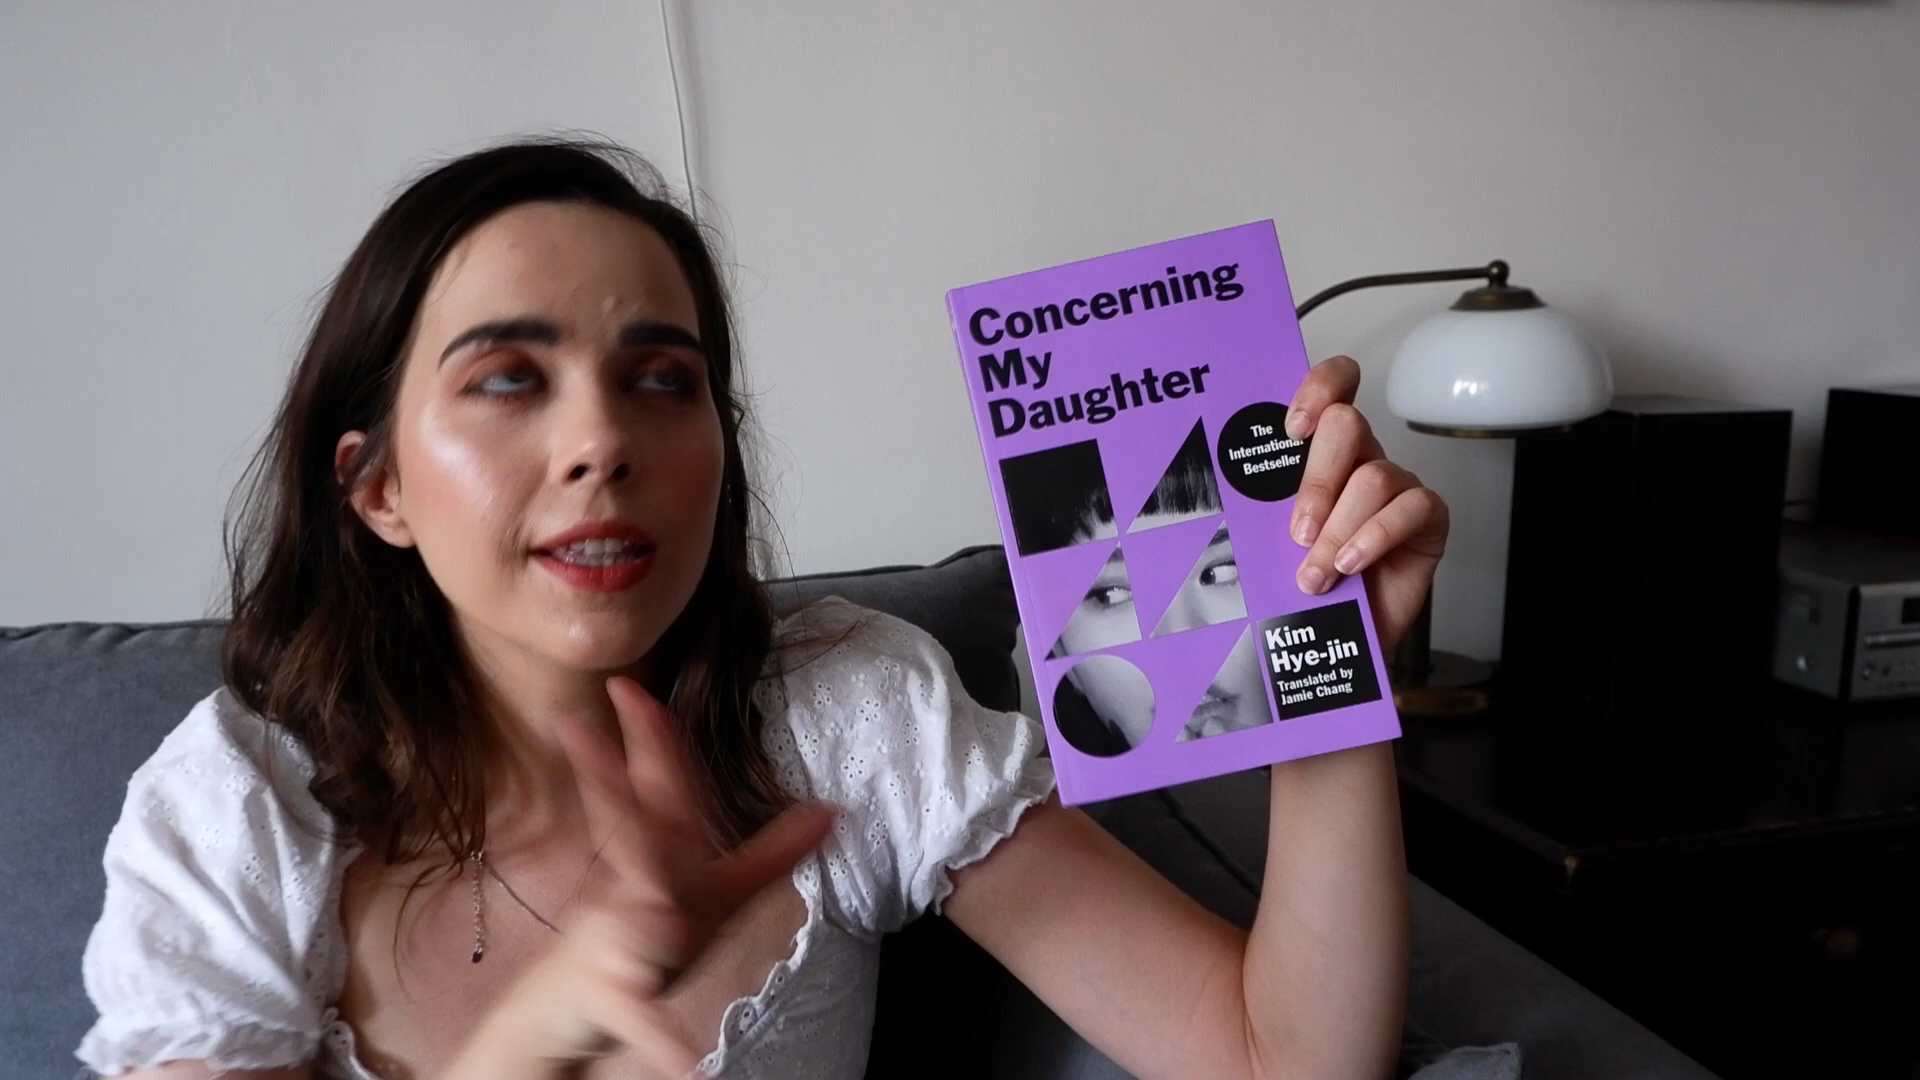 Concerning
My
Daughter
The
International
Bestseller
Kim
Hye-jin
Translated by
Jamie Chang